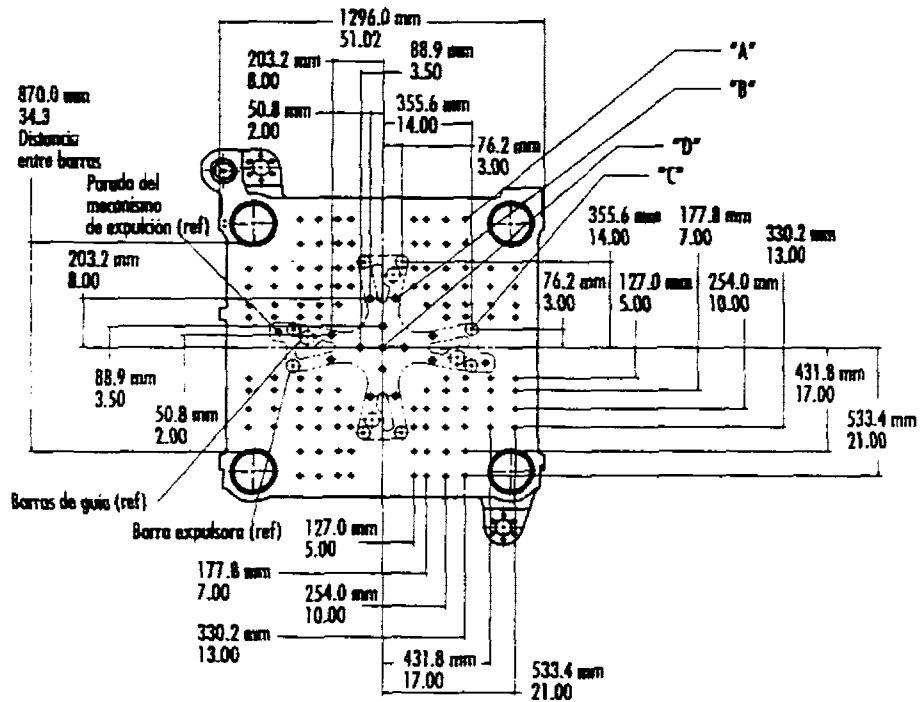 1296.0 mm
51.02
203.2 mm
8.00
88.9 mm
3.50
"A"
"B"
870.0 mm
34.3
Distancia
entre barras
50.8 mm
2.00
355.6 mm
14.00
76.2 mm
3.00
"D"
"C"
Parada del
mecanismo
de expulción (ref)
355.6 mm
14.00
177.8 mm
7.00
330.2 mm
13.00
203.2 mm
8.00
76.2 mm
3.00
127.0 mm
5.00
254.0 mm
10.00
88.9 mm
3.50
431.8 mm
17.00
50.8 mm
2.00
533.4 mm
21.00
Barras de guia (ref)
Barra expulsora (ref)
127.0 mm
5.00
177.8 mm
7.00
254.0 mm
10.00
330.2 mm
13.00
431.8 mm
17.00
533.4 mm
21.00